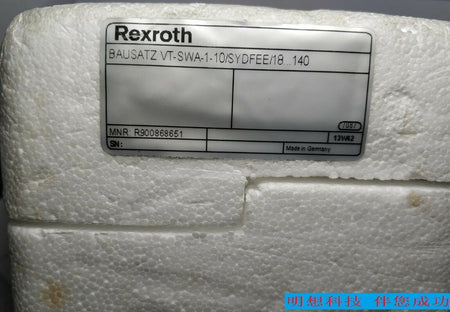 Rexroth
BAUSATZ VT-SWA-1-10/SYDFEE/18...140
MNR: R900868651
SN:
7081
13W42
Made in Germany
明想科技 伴您成功